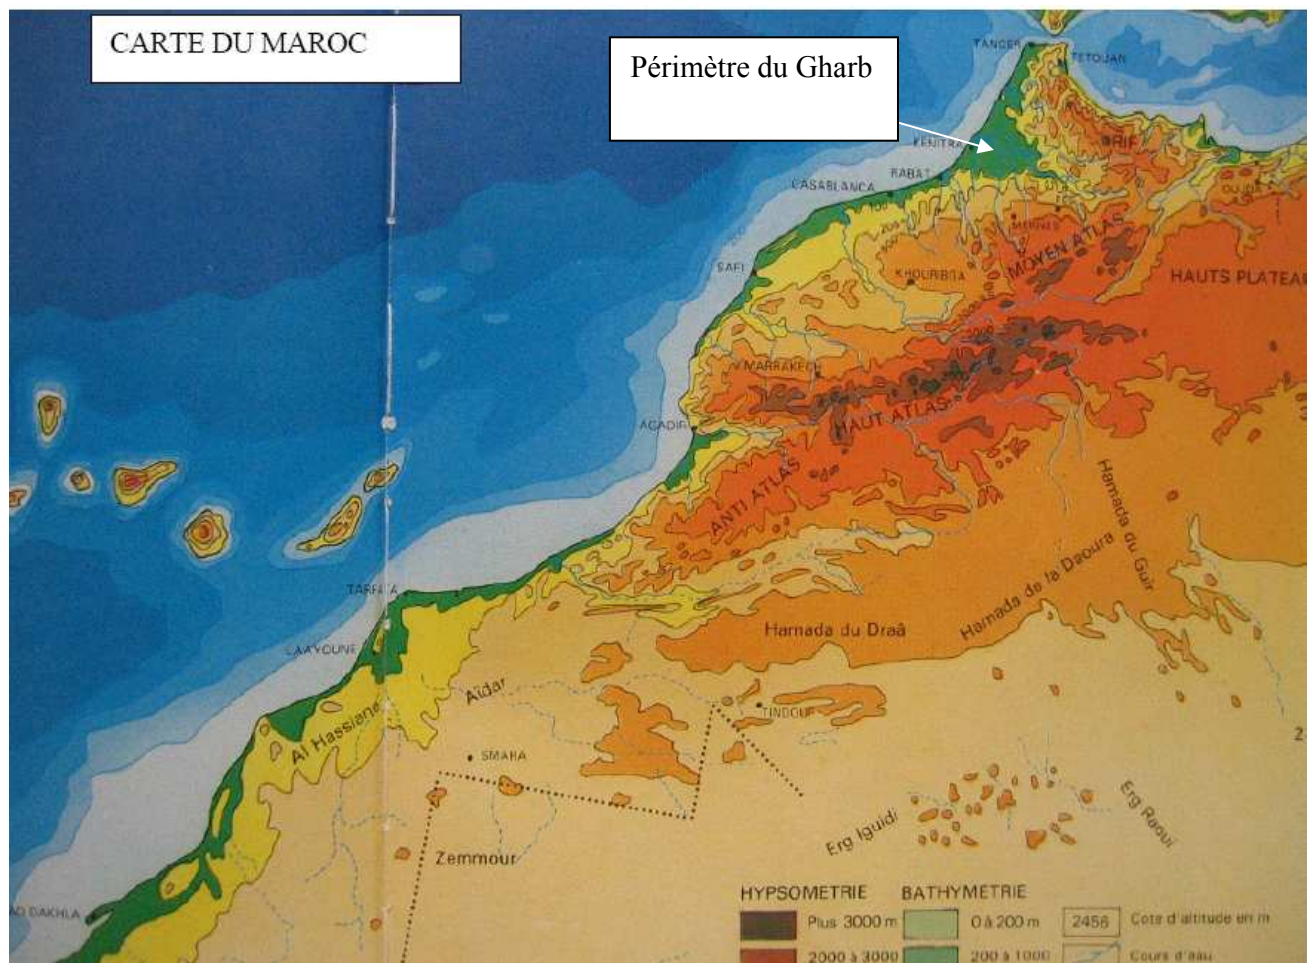 CARTE DU MAROC
Périmètre du Gharb
TANGER
TETOUAN
KENITRA
RIF
RABAT
CASABLANCA
OUJDA
FES
MEKNES
MOYEN ATLAS
SAFI
KHOURIBGA
HAUTS PLATEAU
MARRAKECH
HAUT ATLAS
AGADIR
ANTI ATLAS
Hamada du Guir
Hamada de la Daoura
TARFAYA
Hamada du Draâ
LAAYOUNE
Aïdar
TINDOUF
Al Hassiane
SMARA
2
Erg Iguidi
Erg Raoui
Zemmour
HYPSOMETRIE BATHYMETRIE
Plus 3000 m 0 à 200 m 2456 Cote d'altitude en m
AD DAKHLA
2000 à 3000 200 à 1000 Cours d'eau